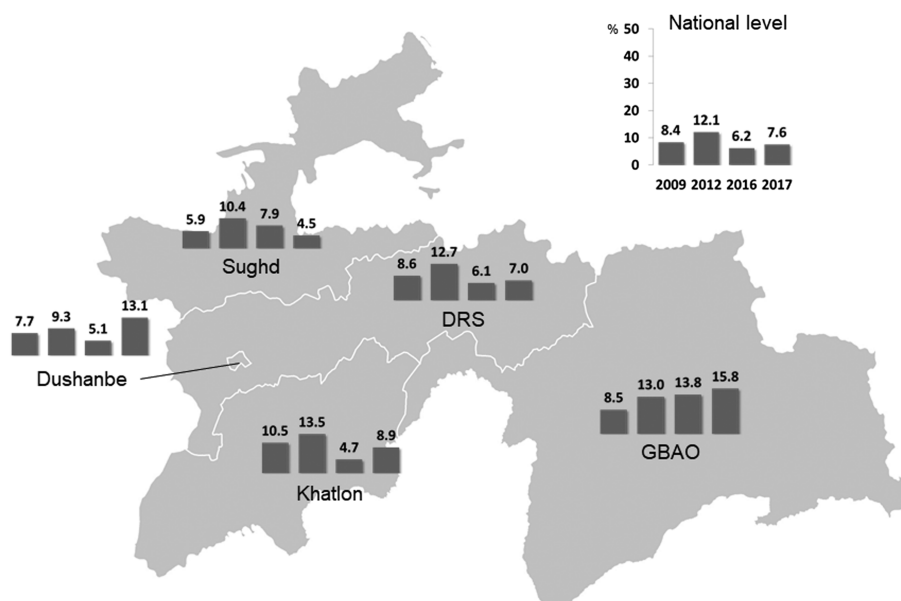 National level
% 50
40
30
20
10
0
8.4 12.1 6.2 7.6
2009 2012 2016 2017
5.9 10.4 7.9 4.5
Sughd
8.6 12.7 6.1 7.0
DRS
7.7 9.3 5.1 13.1
Dushanbe
8.5 13.0 13.8 15.8
GBAO
10.5 13.5 4.7 8.9
Khatlon